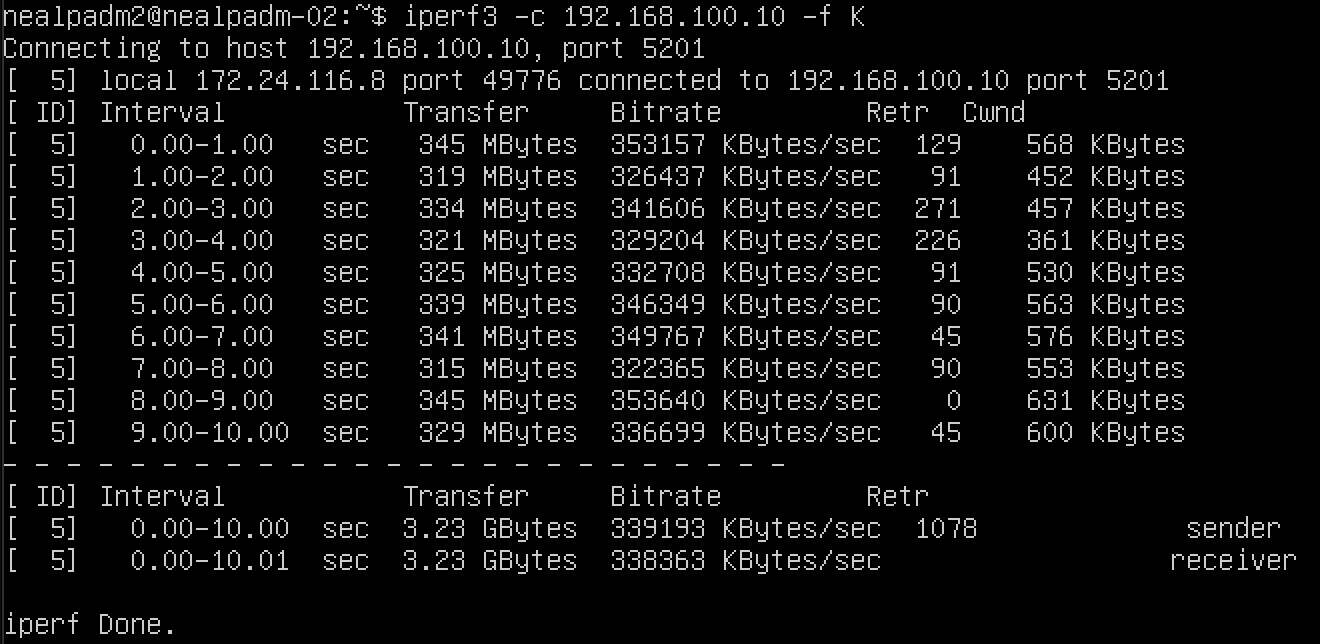 nealpadm2@nealpadm-02:~$ iperf3 -c 192.168.100.10 -f K
Connecting to host 192.168.100.10, port 5201
[  5] local 172.24.116.8 port 49776 connected to 192.168.100.10 port 5201
[ ID] Interval           Transfer     Bitrate         Retr  Cwnd
[  5]   0.00-1.00   sec   345 MBytes  353157 KBytes/sec  129    568 KBytes
[  5]   1.00-2.00   sec   319 MBytes  326437 KBytes/sec   91    452 KBytes
[  5]   2.00-3.00   sec   334 MBytes  341606 KBytes/sec  271    457 KBytes
[  5]   3.00-4.00   sec   321 MBytes  329204 KBytes/sec  226    361 KBytes
[  5]   4.00-5.00   sec   325 MBytes  332708 KBytes/sec   91    530 KBytes
[  5]   5.00-6.00   sec   339 MBytes  346349 KBytes/sec   90    563 KBytes
[  5]   6.00-7.00   sec   341 MBytes  349767 KBytes/sec   45    576 KBytes
[  5]   7.00-8.00   sec   315 MBytes  322365 KBytes/sec   90    553 KBytes
[  5]   8.00-9.00   sec   345 MBytes  353640 KBytes/sec    0    631 KBytes
[  5]   9.00-10.00  sec   329 MBytes  336699 KBytes/sec   45    600 KBytes
- - - - - - - - - - - - - - - - - - - - - - - - -
[ ID] Interval           Transfer     Bitrate         Retr
[  5]   0.00-10.00  sec  3.23 GBytes  339193 KBytes/sec  1078             sender
[  5]   0.00-10.01  sec  3.23 GBytes  338363 KBytes/sec                  receiver
iperf Done.